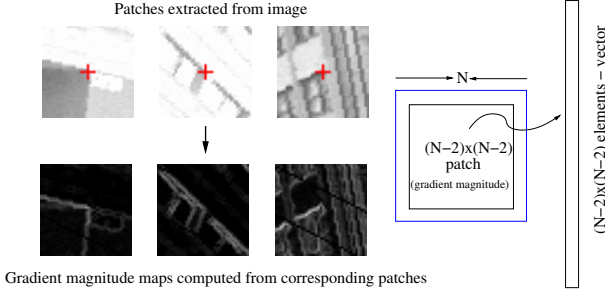 Patches extracted from image
N
(N−2)x(N−2)
patch
(gradient magnitude)
(N−2)x(N−2) elements − vector
Gradient magnitude maps computed from corresponding patches